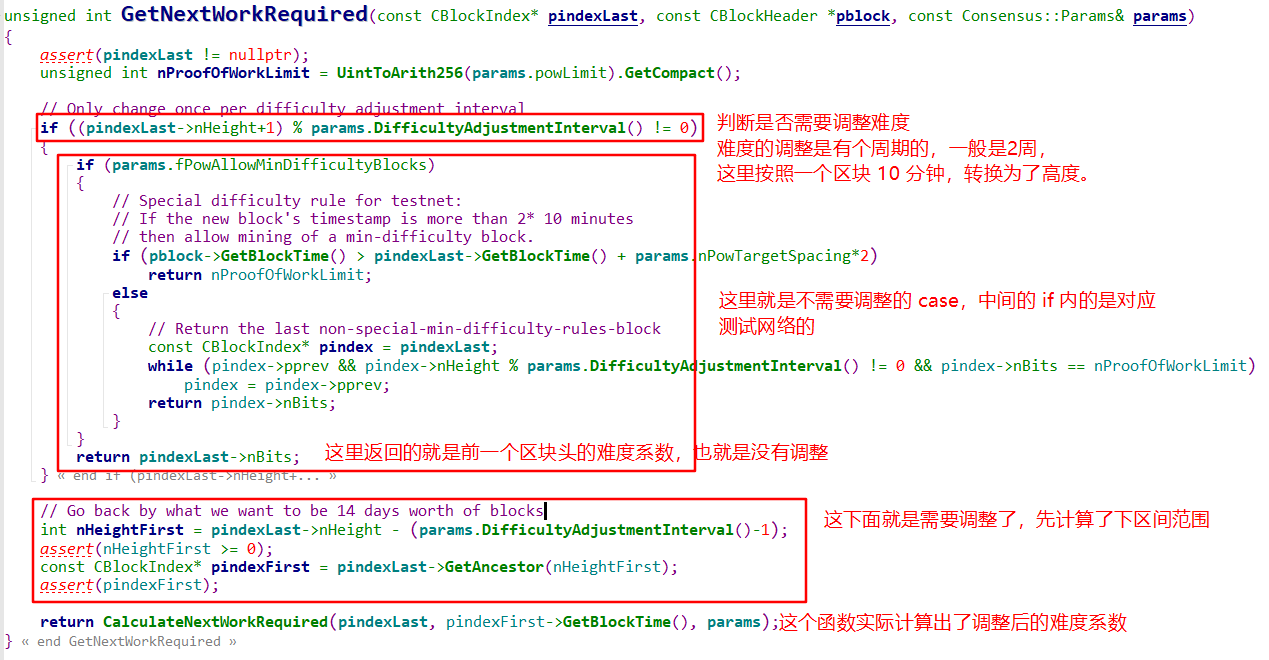 unsigned int GetNextWorkRequired(const CBlockIndex* pindexLast, const CBlockHeader *pblock, const Consensus::Params& params)
{
assert(pindexLast != nullptr);
unsigned int nProofOfWorkLimit = UintToArith256(params.powLimit).GetCompact();
// Only change once per difficulty adjustment interval
if ((pindexLast->nHeight+1) % params.DifficultyAdjustmentInterval() != 0)
判断是否需要调整难度
难度的调整是有个周期的，一般是2周，
这里按照一个区块 10 分钟，转换为了高度。
{
if (params.fPowAllowMinDifficultyBlocks)
{
// Special difficulty rule for testnet:
// If the new block's timestamp is more than 2* 10 minutes
// then allow mining of a min-difficulty block.
if (pblock->GetBlockTime() > pindexLast->GetBlockTime() + params.nPowTargetSpacing*2)
return nProofOfWorkLimit;
else
这里就是不需要调整的 case，中间的 if 内的是对应
测试网络的
{
// Return the last non-special-min-difficulty-rules-block
const CBlockIndex* pindex = pindexLast;
while (pindex->pprev && pindex->nHeight % params.DifficultyAdjustmentInterval() != 0 && pindex->nBits == nProofOfWorkLimit)
pindex = pindex->pprev;
return pindex->nBits;
}
}
return pindexLast->nBits; 这里返回的就是前一个区块头的难度系数，也就是没有调整
} « end if (pindexLast->nHeight+... »
// Go back by what we want to be 14 days worth of blocks
int nHeightFirst = pindexLast->nHeight - (params.DifficultyAdjustmentInterval()-1);
这下面就是需要调整了，先计算了下区间范围
assert(nHeightFirst >= 0);
const CBlockIndex* pindexFirst = pindexLast->GetAncestor(nHeightFirst);
assert(pindexFirst);
return CalculateNextWorkRequired(pindexLast, pindexFirst->GetBlockTime(), params);这个函数实际计算出了调整后的难度系数
} « end GetNextWorkRequired »